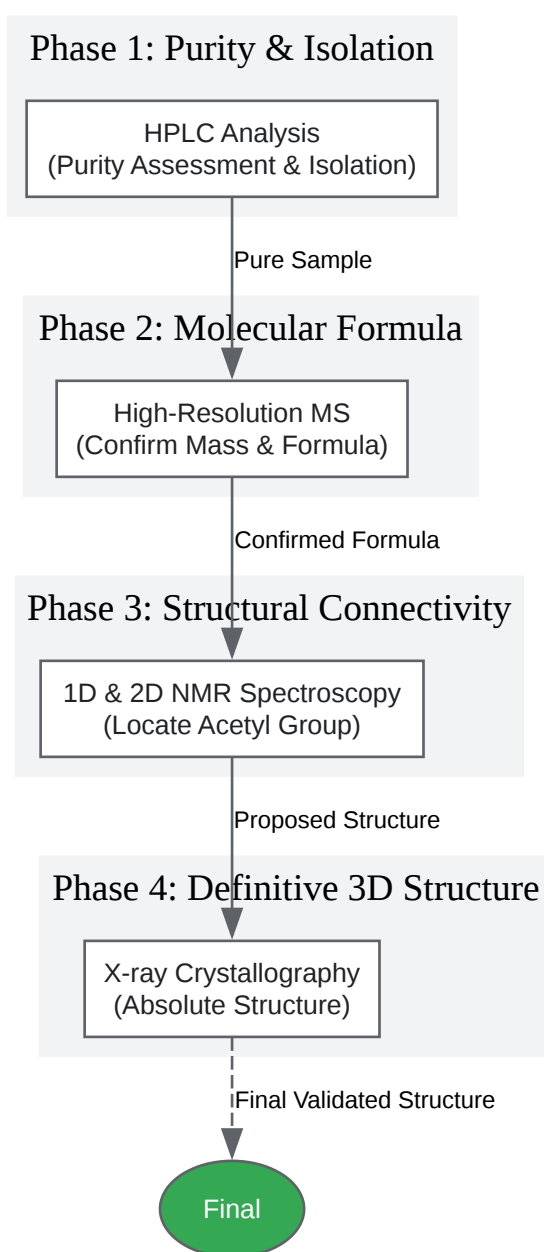 Phase 1: Purity & Isolation
HPLC Analysis
(Purity Assessment & Isolation)
Pure Sample
Phase 2: Molecular Formula
High-Resolution MS
(Confirm Mass & Formula)
Confirmed Formula
Phase 3: Structural Connectivity
1D & 2D NMR Spectroscopy
(Locate Acetyl Group)
Proposed Structure
Phase 4: Definitive 3D Structure
X-ray Crystallography
(Absolute Structure)
Final Validated Structure
Final